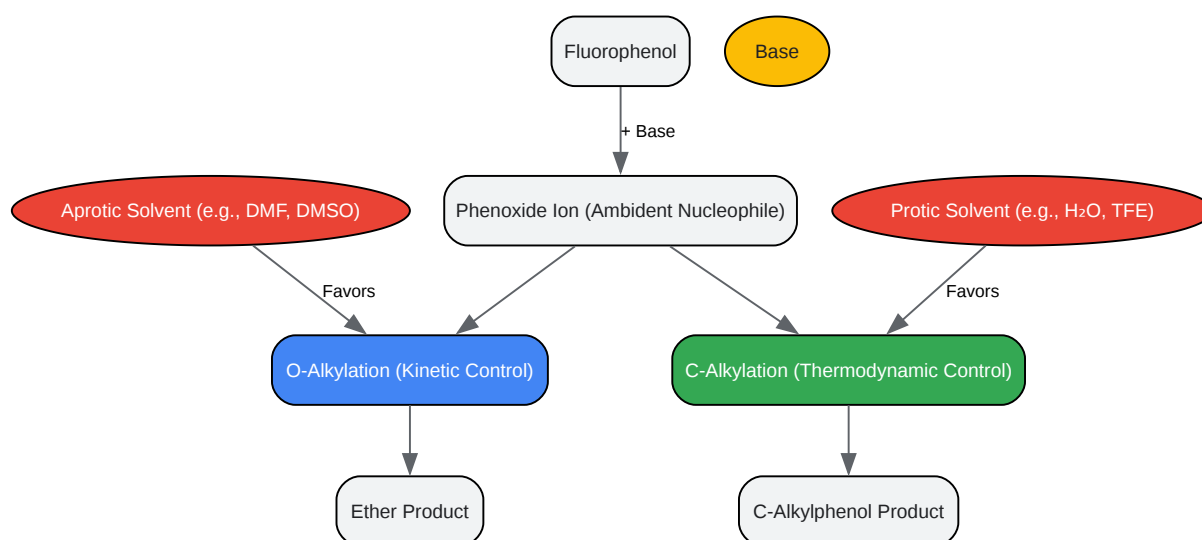 Fluorophenol
Base
+ Base
Aprotic Solvent (e.g., DMF, DMSO)
Phenoxide Ion (Ambident Nucleophile)
Protic Solvent (e.g., H₂O, TFE)
Favors
Favors
O-Alkylation (Kinetic Control)
C-Alkylation (Thermodynamic Control)
Ether Product
C-Alkylphenol Product